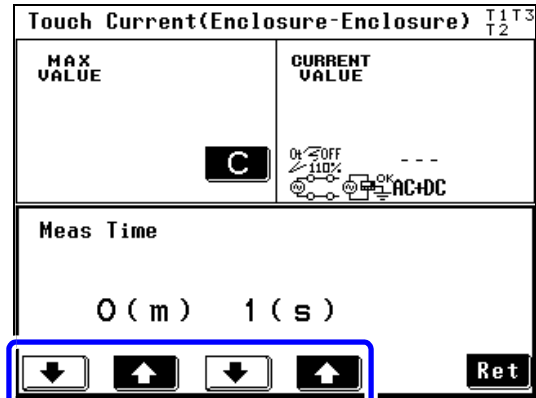 Touch Current(Enclosure-Enclosure)
T1T3
T2
MAX
VALUE
C
CURRENT
VALUE
OFF
110%
---
OK
AC+DC
Meas Time
0(m) 1(s)
Ret